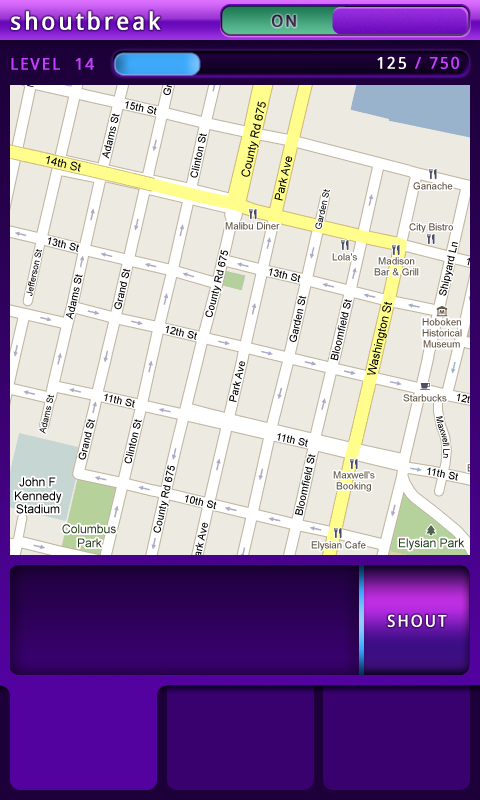 shoutbreak
ON
LEVEL 14
125 / 750
15th St
Adams St
Clinton St
County Rd 675
Park Ave
14th St
Ganache
Malibu Diner
Garden St
City Bistro
Lola's
Madison
Bar & Grill
Shipyard Ln
13th St
Jefferson St
Adams St
Grand St
County Rd 675
13th St
Garden St
Bloomfield St
Washington St
Hoboken
Historical
Museum
12th St
Park Ave
Starbucks
Adams St
11th St
Grand St
Clinton St
11th St
Maxwell Ln
11th St
Maxwell's
Booking
Bloomfield St
County Rd 675
John F
Kennedy
Stadium
10th St
Columbus
Park
Elysian Cafe
Elysian Park
SHOUT